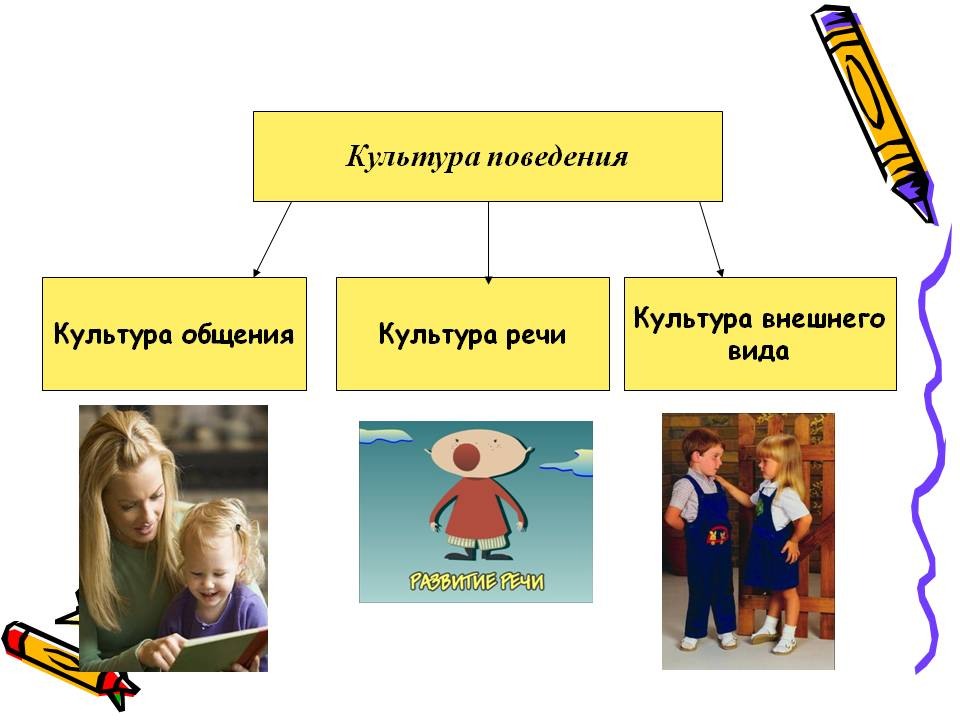 Культура поведения
Культура общения
Культура речи
Культура внешнего
вида
РАЗВИТИЕ РЕЧИ